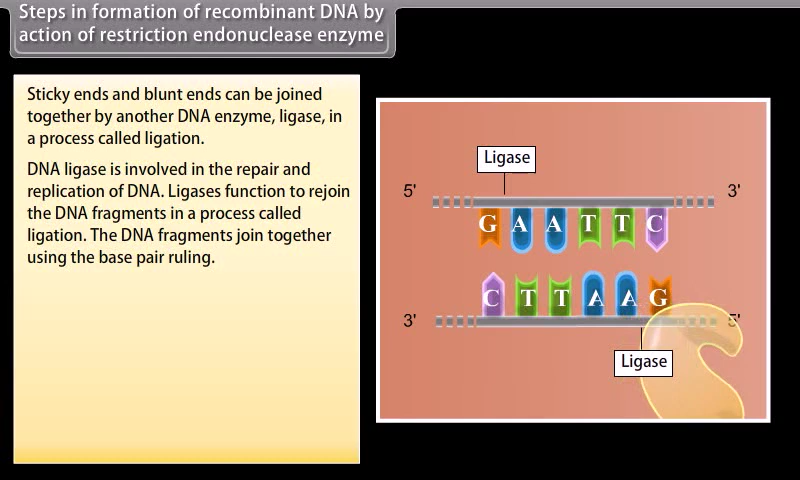 Steps in formation of recombinant DNA by
action of restriction endonuclease enzyme
Sticky ends and blunt ends can be joined
together by another DNA enzyme, ligase, in
a process called ligation.
DNA ligase is involved in the repair and
replication of DNA. Ligases function to rejoin
the DNA fragments in a process called
ligation. The DNA fragments join together
using the base pair ruling.
Ligase
5' 3'
G A A T T C
C T T A A G
3' 5'
Ligase